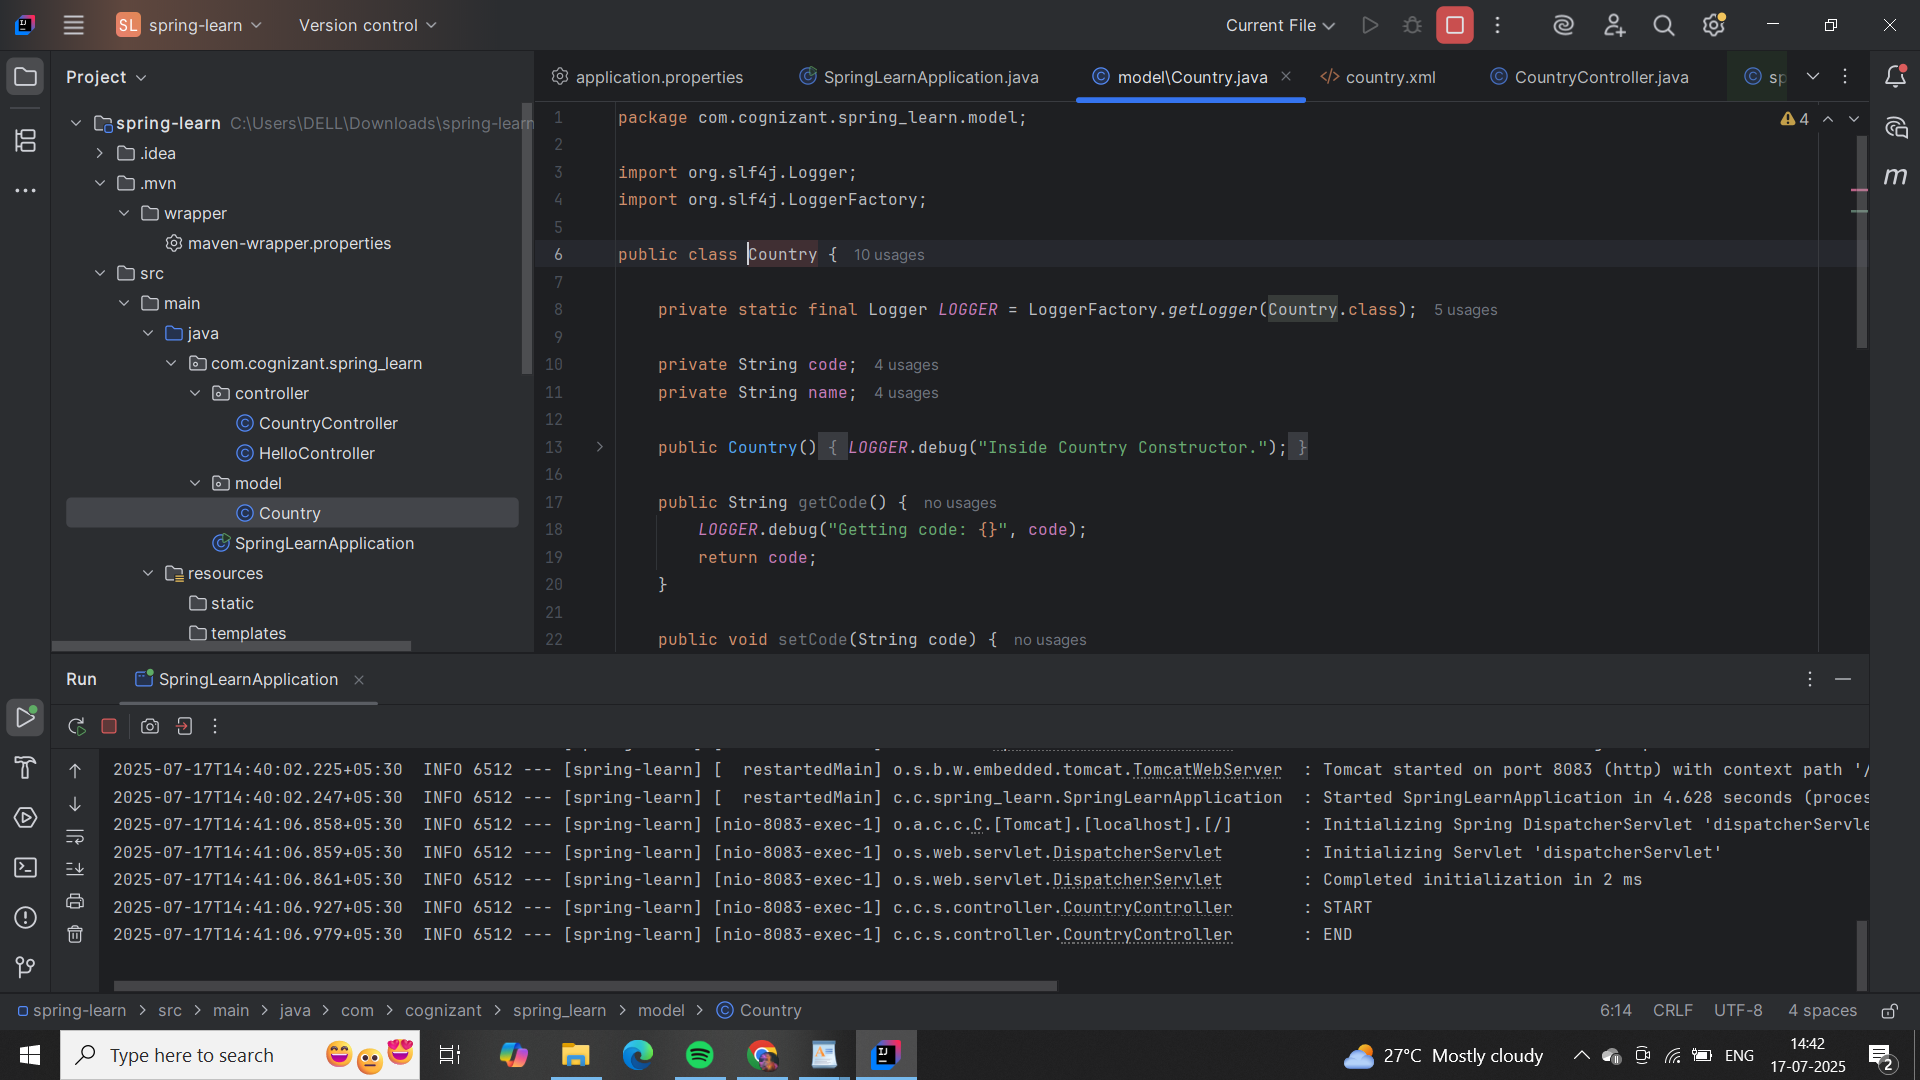 SL spring-learn Version control Current File
Project
spring-learn C:\Users\DELL\Downloads\spring-learn
.idea
.mvn
wrapper
maven-wrapper.properties
src
main
java
com.cognizant.spring_learn
controller
CountryController
HelloController
model
Country
SpringLearnApplication
resources
static
templates
application.properties SpringLearnApplication.java model\Country.java country.xml CountryController.java sp
4
1 package com.cognizant.spring_learn.model;
2
3 import org.slf4j.Logger;
4 import org.slf4j.LoggerFactory;
5
6 public class Country { 10 usages
7
8 private static final Logger LOGGER = LoggerFactory.getLogger(Country.class); 5 usages
9
10 private String code; 4 usages
11 private String name; 4 usages
12
13 public Country() { LOGGER.debug("Inside Country Constructor."); }
16
17 public String getCode() { no usages
18 LOGGER.debug("Getting code: {}", code);
19 return code;
20 }
21
22 public void setCode(String code) { no usages
Run SpringLearnApplication
2025-07-17T14:40:02.225+05:30 INFO 6512 --- [spring-learn] [ restartedMain] o.s.b.w.embedded.tomcat.TomcatWebServer : Tomcat started on port 8083 (http) with context path '/
2025-07-17T14:40:02.247+05:30 INFO 6512 --- [spring-learn] [ restartedMain] c.c.spring_learn.SpringLearnApplication : Started SpringLearnApplication in 4.628 seconds (proces
2025-07-17T14:41:06.858+05:30 INFO 6512 --- [spring-learn] [nio-8083-exec-1] o.a.c.c.C.[Tomcat].[localhost].[/] : Initializing Spring DispatcherServlet 'dispatcherServle
2025-07-17T14:41:06.859+05:30 INFO 6512 --- [spring-learn] [nio-8083-exec-1] o.s.web.servlet.DispatcherServlet : Initializing Servlet 'dispatcherServlet'
2025-07-17T14:41:06.861+05:30 INFO 6512 --- [spring-learn] [nio-8083-exec-1] o.s.web.servlet.DispatcherServlet : Completed initialization in 2 ms
2025-07-17T14:41:06.927+05:30 INFO 6512 --- [spring-learn] [nio-8083-exec-1] c.c.s.controller.CountryController : START
2025-07-17T14:41:06.979+05:30 INFO 6512 --- [spring-learn] [nio-8083-exec-1] c.c.s.controller.CountryController : END
spring-learn > src > main > java > com > cognizant > spring_learn > model > Country 6:14 CRLF UTF-8 4 spaces
Type here to search 27°C Mostly cloudy ENG
14:42
17-07-2025
2